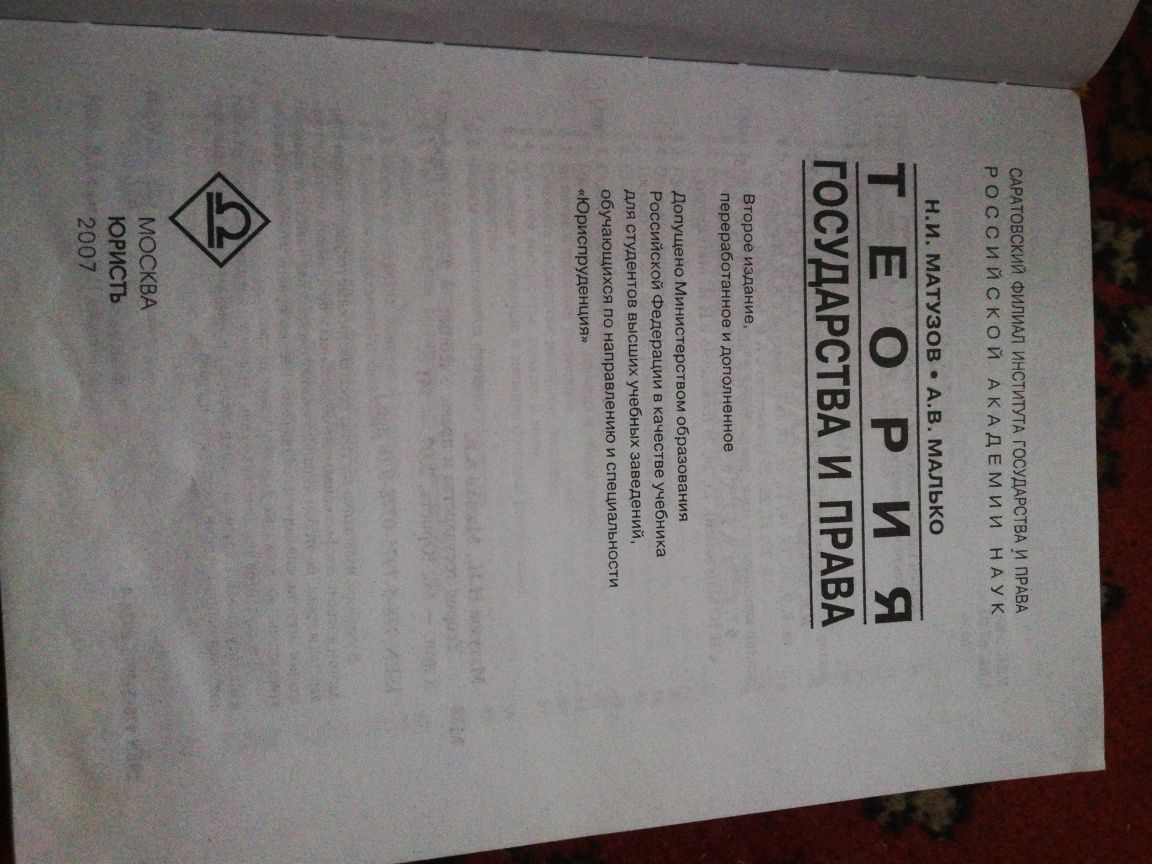 САРАТОВСКИЙ ФИЛИАЛ ИНСТИТУТА ГОСУДАРСТВА И ПРАВА
РОССИЙСКОЙ АКАДЕМИИ НАУК
Н.И. МАТУЗОВ • А.В. МАЛЬКО
ТЕОРИЯ
ГОСУДАРСТВА И ПРАВА
Второе издание,
переработанное и дополненное
Допущено Министерством образования
Российской Федерации в качестве учебника
для студентов высших учебных заведений,
обучающихся по направлению и специальности
«Юриспруденция»
МОСКВА
ЮРИСТЪ
2007